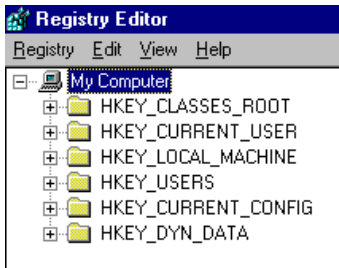 Registry Editor
Registry Edit View Help
My Computer
HKEY_CLASSES_ROOT
HKEY_CURRENT_USER
HKEY_LOCAL_MACHINE
HKEY_USERS
HKEY_CURRENT_CONFIG
HKEY_DYN_DATA